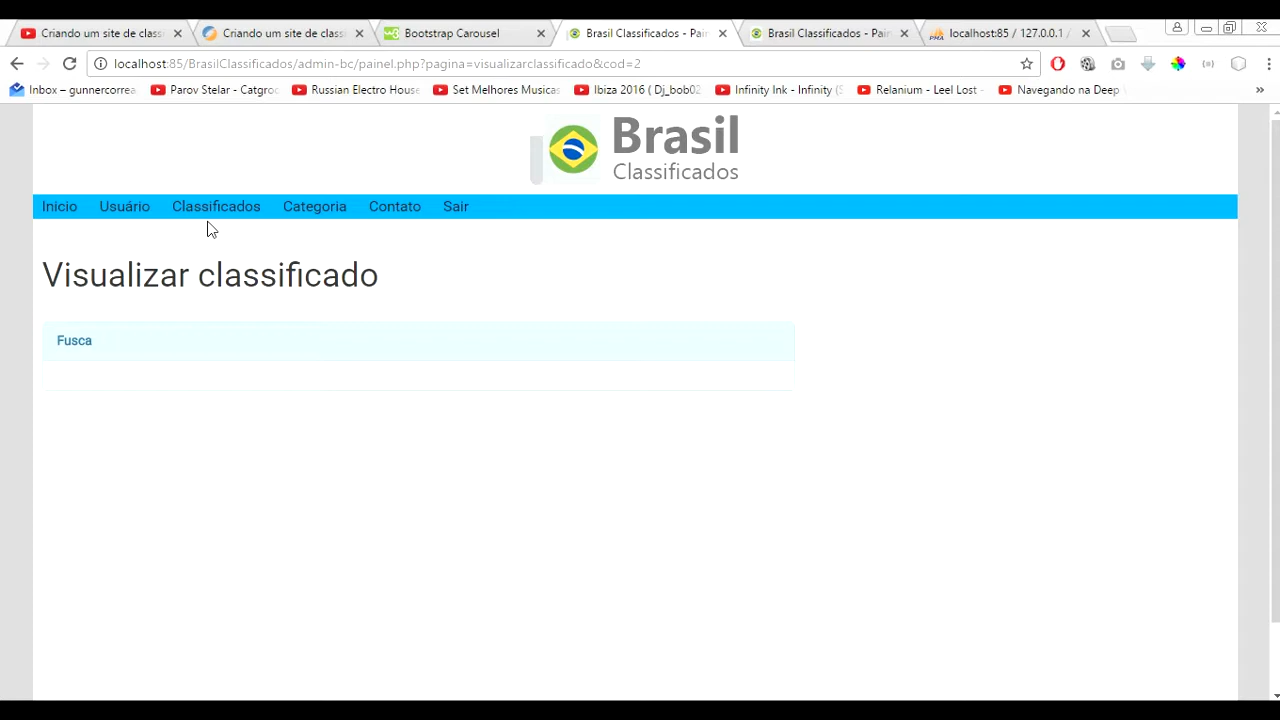 Criando um site de class
Criando um site de class
Bootstrap Carousel
Brasil Classificados - Pain
Brasil Classificados - Pain
localhost:85 / 127.0.0.1 /
localhost:85/BrasilClassificados/admin-bc/painel.php?pagina=visualizarclassificado&cod=2
Inbox – gunnercorrea
Parov Stelar - Catgroo
Russian Electro House
Set Melhores Musicas
Ibiza 2016 ( Dj_bob02
Infinity Ink - Infinity (S
Relanium - Leel Lost -
Navegando na Deep
»
Brasil
Classificados
Inicio Usuário Classificados Categoria Contato Sair
Visualizar classificado
Fusca